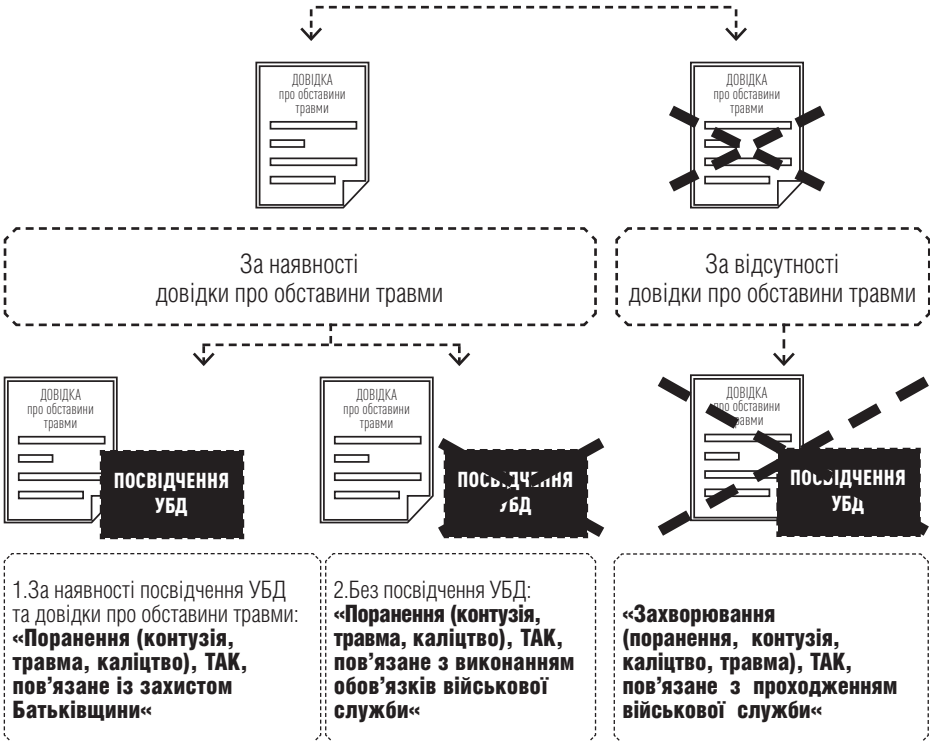 ДОВІДКА
про обставини
травми
ДОВІДКА
про обставини
травми
За наявності
довідки про обставини травми
За відсутності
довідки про обставини травми
ДОВІДКА
про обставини
травми
ПОСВІДЧЕННЯ
УБД
ДОВІДКА
про обставини
травми
ПОСВІДЧЕННЯ
УБД
ДОВІДКА
про обставини
травми
ПОСВІДЧЕННЯ
УБД
1.За наявності посвідчення УБД
та довідки про обставини травми:
«Поранення (контузія,
травма, каліцтво), ТАК,
пов’язане із захистом
Батьківщини«
2.Без посвідчення УБД:
«Поранення (контузія,
травма, каліцтво), ТАК,
пов’язане з виконанням
обов’язків військової
служби«
«Захворювання
(поранення, контузія,
каліцтво, травма), ТАК,
пов’язане з проходженням
військової служби«